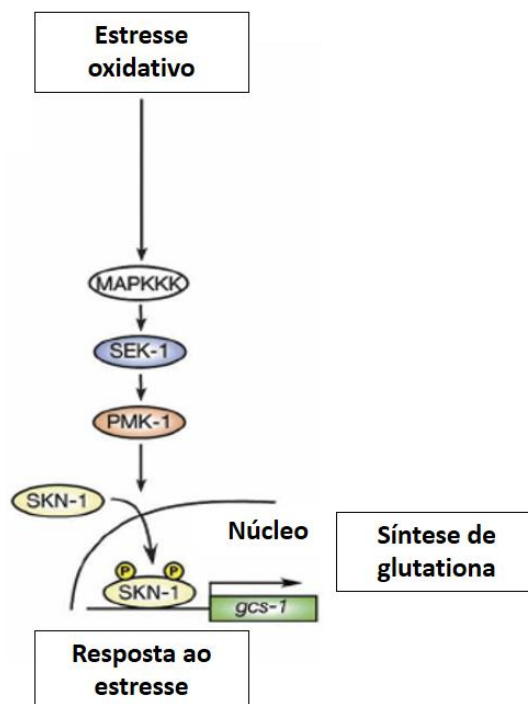 Estresse
oxidativo
MAPKKK
SEK-1
PMK-1
SKN-1
Núcleo
Síntese de
glutationa
P P
SKN-1
gcs-1
Resposta ao
estresse